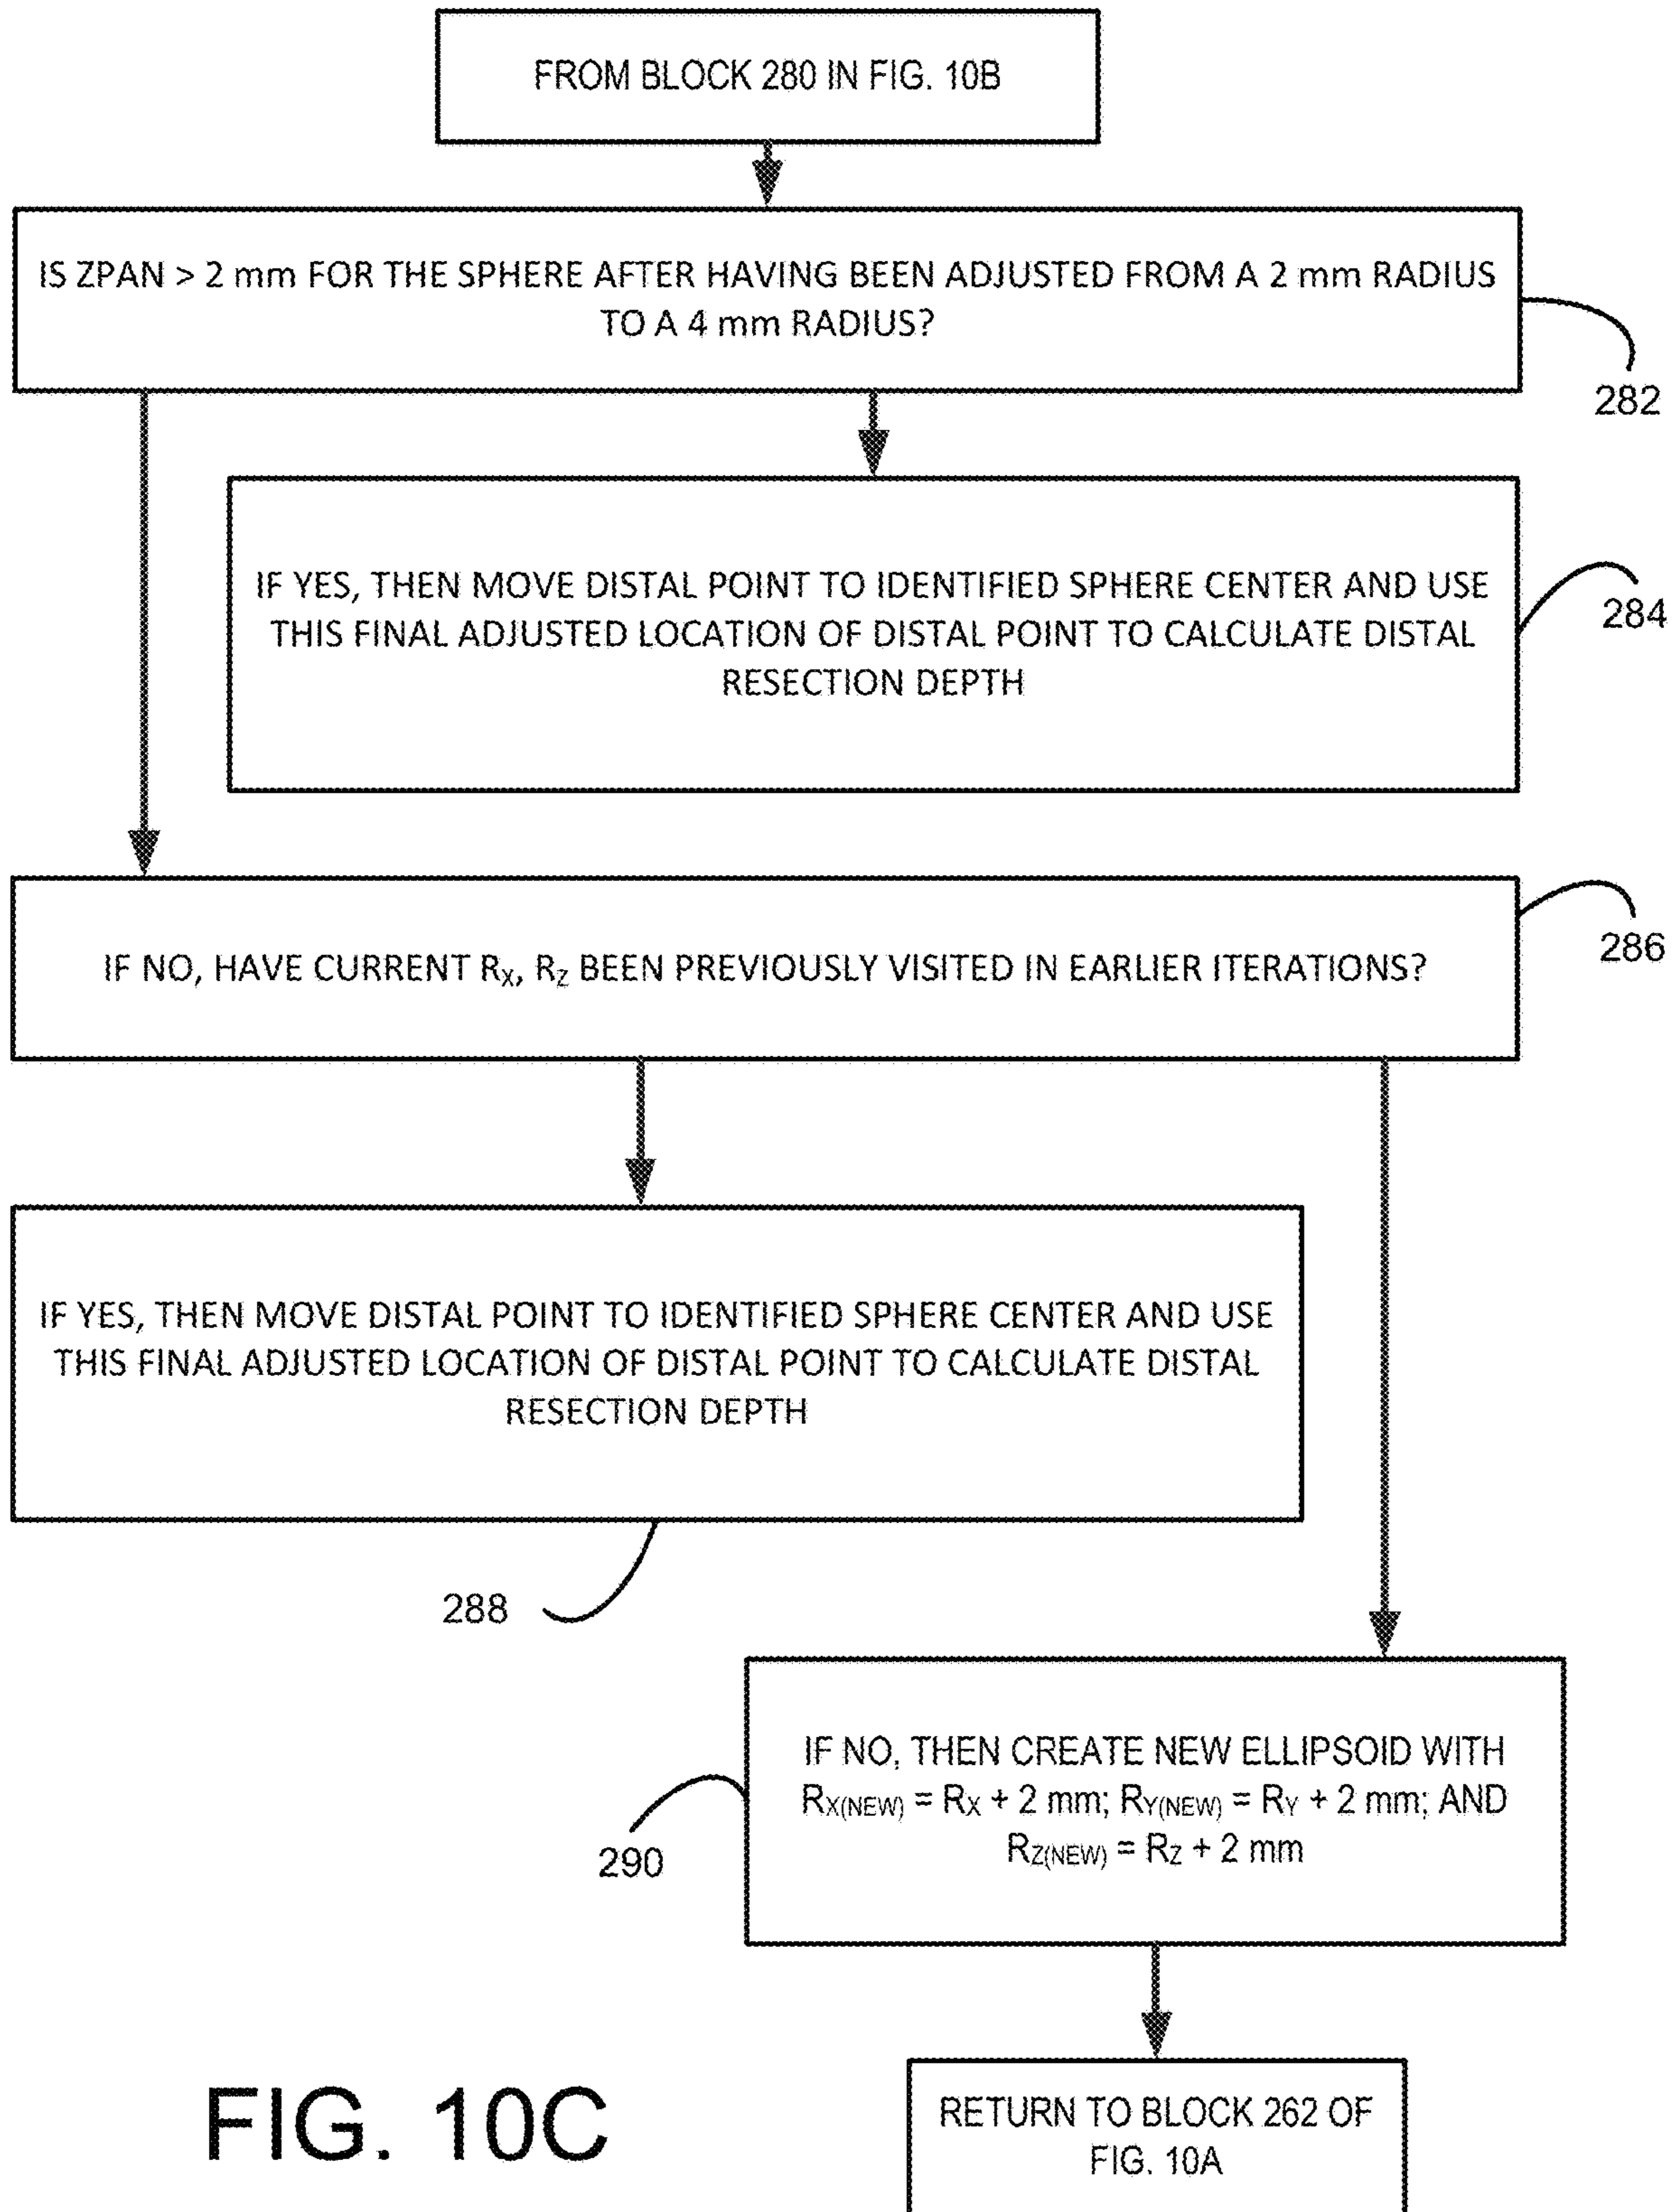 FROM BLOCK 280 IN FIG. 10B
IS ZPAN > 2 mm FOR THE SPHERE AFTER HAVING BEEN ADJUSTED FROM A 2 mm RADIUS
TO A 4 mm RADIUS?
282
IF YES, THEN MOVE DISTAL POINT TO IDENTIFIED SPHERE CENTER AND USE
THIS FINAL ADJUSTED LOCATION OF DISTAL POINT TO CALCULATE DISTAL
RESECTION DEPTH
284
IF NO, HAVE CURRENT RX, RZ BEEN PREVIOUSLY VISITED IN EARLIER ITERATIONS?
286
IF YES, THEN MOVE DISTAL POINT TO IDENTIFIED SPHERE CENTER AND USE
THIS FINAL ADJUSTED LOCATION OF DISTAL POINT TO CALCULATE DISTAL
RESECTION DEPTH
288
IF NO, THEN CREATE NEW ELLIPSOID WITH
RX(NEW) = RX + 2 mm; RY(NEW) = RY + 2 mm; AND
RZ(NEW) = RZ + 2 mm
290
RETURN TO BLOCK 262 OF
FIG. 10A
FIG. 10C